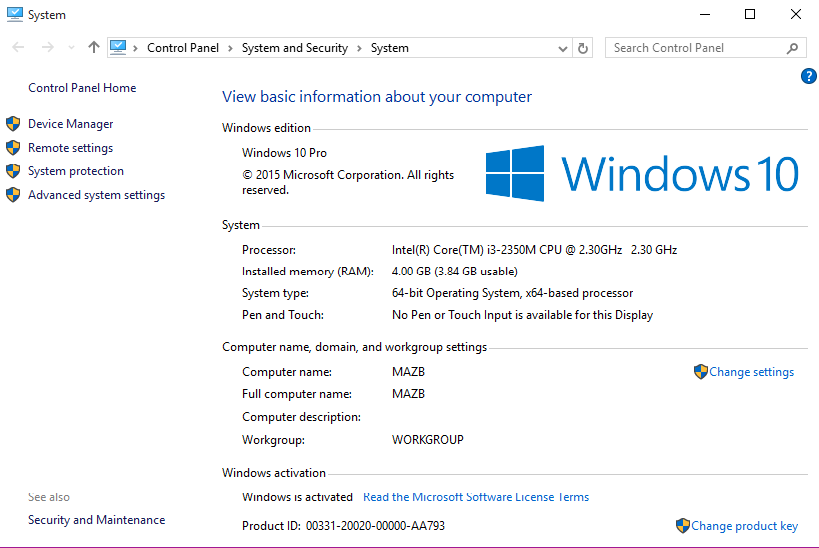 System
Control Panel > System and Security > System
Search Control Panel
?
Control Panel Home
Device Manager
Remote settings
System protection
Advanced system settings
See also
Security and Maintenance
View basic information about your computer
Windows edition
Windows 10 Pro
© 2015 Microsoft Corporation. All rights
reserved.
Windows 10
System
Processor: Intel(R) Core(TM) i3-2350M CPU @ 2.30GHz 2.30 GHz
Installed memory (RAM): 4.00 GB (3.84 GB usable)
System type: 64-bit Operating System, x64-based processor
Pen and Touch: No Pen or Touch Input is available for this Display
Computer name, domain, and workgroup settings
Computer name: MAZB
Change settings
Full computer name: MAZB
Computer description:
Workgroup: WORKGROUP
Windows activation
Windows is activated Read the Microsoft Software License Terms
Product ID: 00331-20020-00000-AA793
Change product key